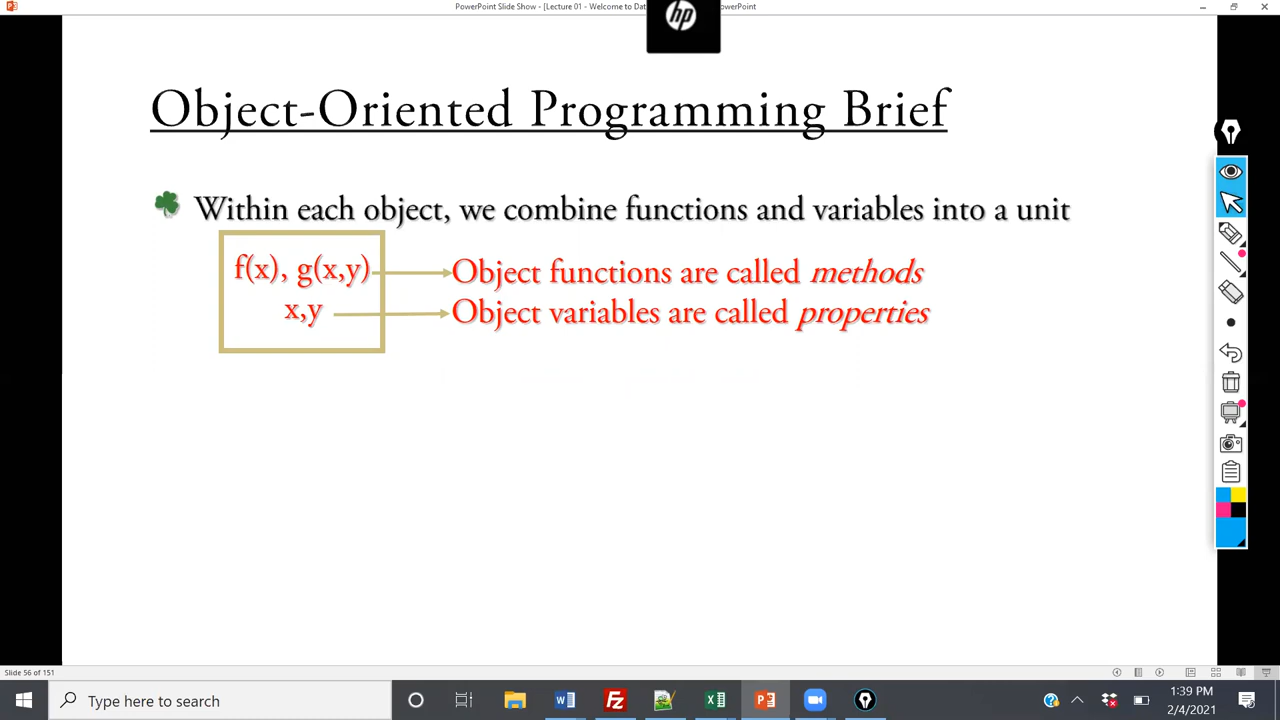 PowerPoint Slide Show - [Lecture 01 - Welcome to Dat
owerPoint
hp
Object-Oriented Programming Brief
Within each object, we combine functions and variables into a unit
f(x), g(x,y)
Object functions are called methods
x,y
Object variables are called properties
Slide 56 of 151
Type here to search
1:39 PM
2/4/2021